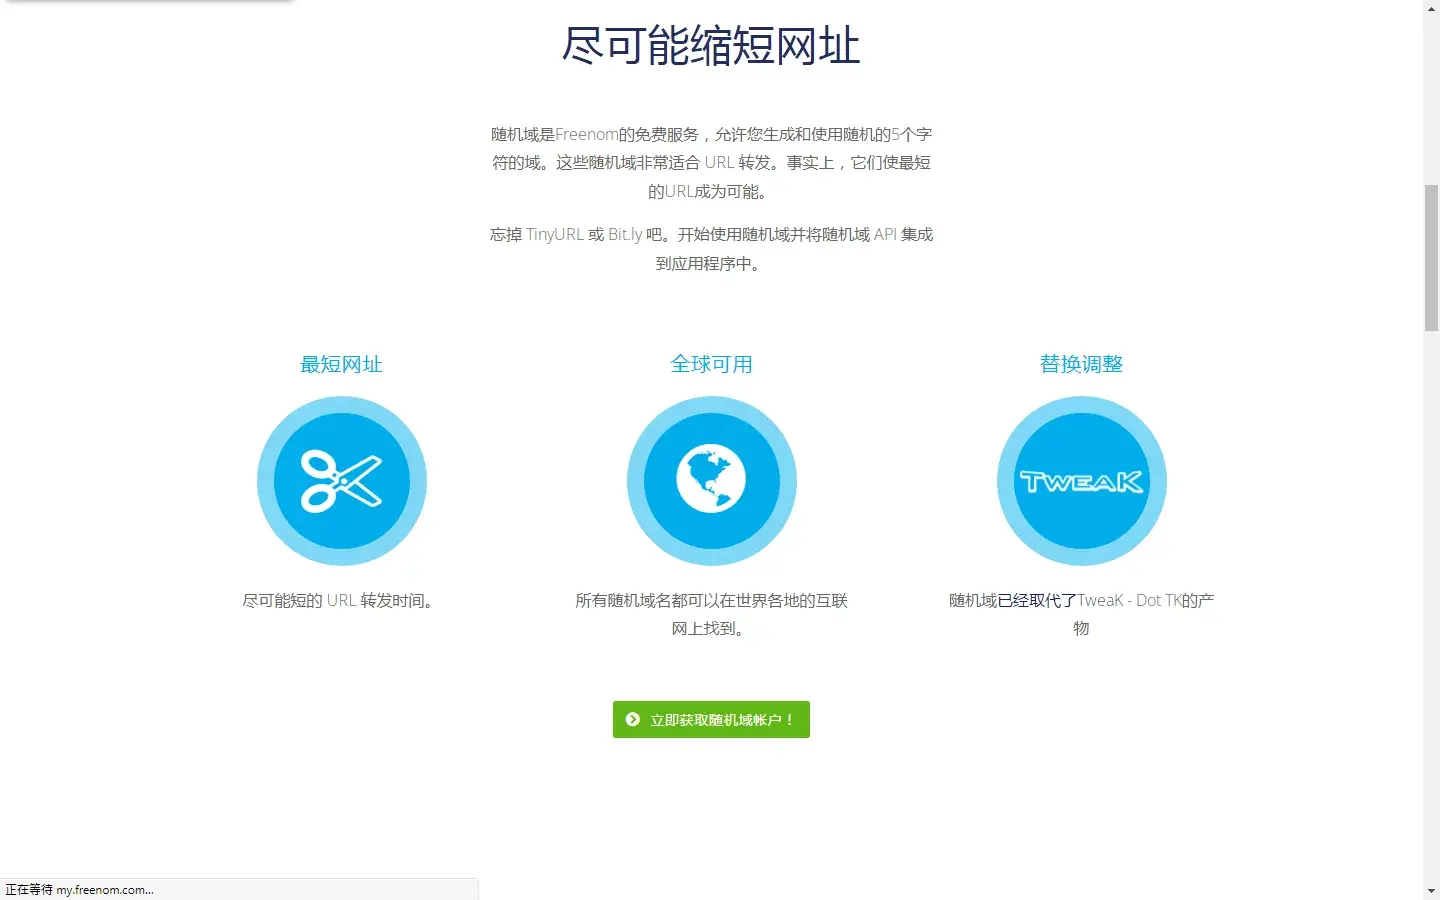 尽可能缩短网址
随机域是Freenom的免费服务，允许您生成和使用随机的5个字
符的域。这些随机域非常适合 URL 转发。事实上，它们使最短
的URL成为可能。
忘掉 TinyURL 或 Bit.ly 吧。开始使用随机域并将随机域 API 集成
到应用程序中。
最短网址
全球可用
替换调整
TWEAK
尽可能短的 URL 转发时间。
所有随机域名都可以在世界各地的互联
网上找到。
随机域已经取代了TweaK - Dot TK的产
物
立即获取随机域帐户！
正在等待 my.freenom.com...